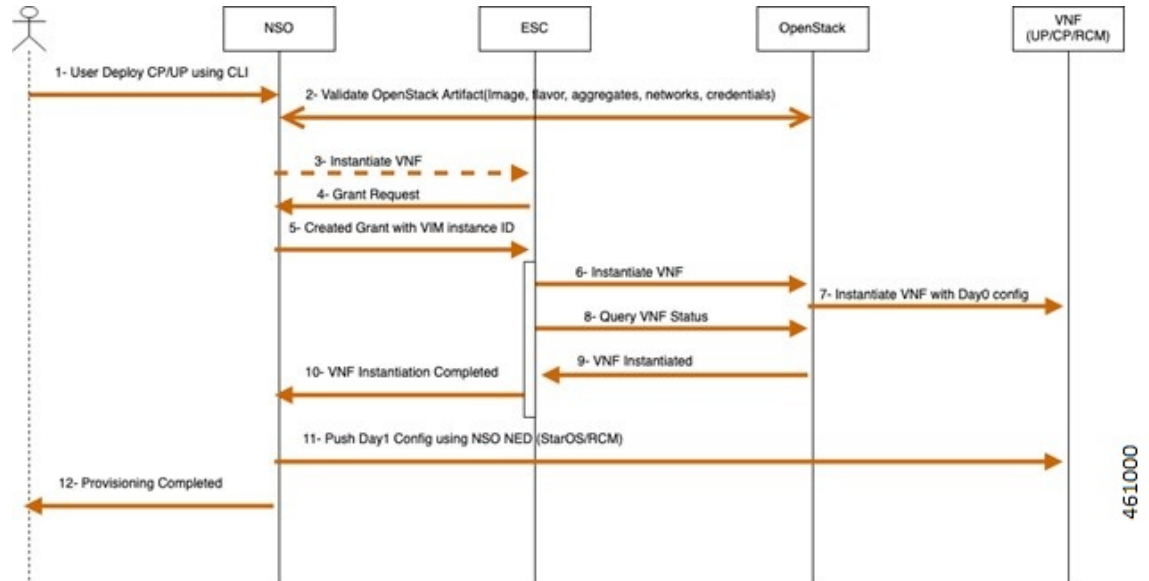 NSO
ESC
OpenStack
VNF
(UP/CP/RCM)
1- User Deploy CP/UP using CLI
2- Validate OpenStack Artifact(Image, flavor, aggregates, networks, credentials)
3- Instantiate VNF
4- Grant Request
5- Created Grant with VIM instance ID
6- Instantiate VNF
7- Instantiate VNF with Day0 config
8- Query VNF Status
9- VNF Instantiated
10- VNF Instantiation Completed
11- Push Day1 Config using NSO NED (StarOS/RCM)
12- Provisioning Completed
461000